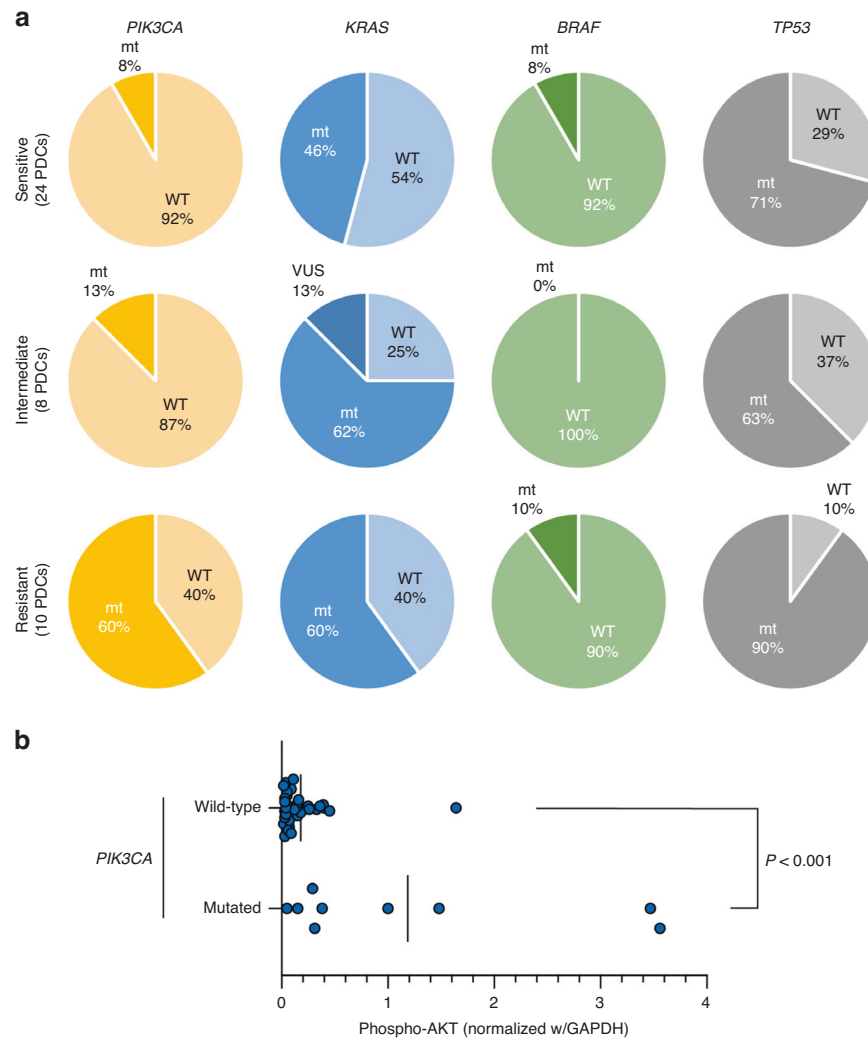 a
PIK3CA KRAS BRAF TP53
Sensitive
(24 PDCs)
mt
8%
WT
92%
mt
46%
WT
54%
mt
8%
WT
92%
WT
29%
mt
71%
Intermediate
(8 PDCs)
mt
13%
WT
87%
VUS
13%
WT
25%
mt
62%
mt
0%
WT
100%
WT
37%
mt
63%
Resistant
(10 PDCs)
WT
40%
mt
60%
WT
40%
mt
60%
mt
10%
WT
90%
WT
10%
mt
90%
b
PIK3CA
Wild-type
Mutated
P < 0.001
0 1 2 3 4
Phospho-AKT (normalized w/GAPDH)